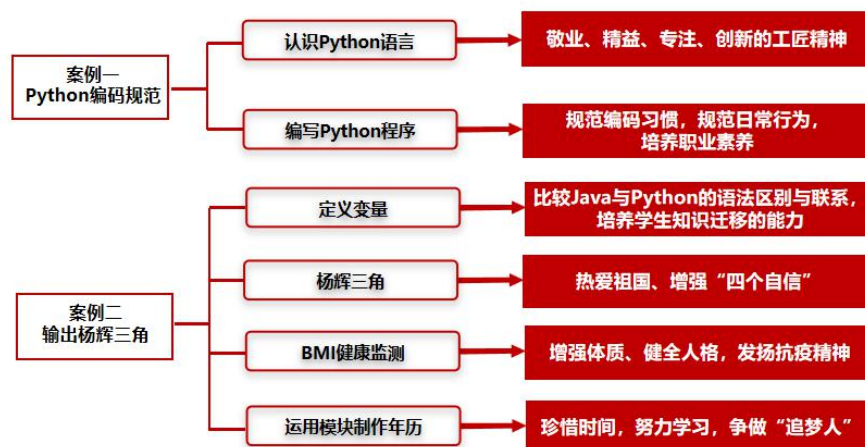 案例一
Python编码规范
认识Python语言
敬业、精益、专注、创新的工匠精神
编写Python程序
规范编码习惯，规范日常行为，
培养职业素养
案例二
输出杨辉三角
定义变量
比较Java与Python的语法区别与联系，
培养学生知识迁移的能力
杨辉三角
热爱祖国、增强“四个自信”
BMI健康监测
增强体质、健全人格，发扬抗疫精神
运用模块制作年历
珍惜时间，努力学习，争做“追梦人”